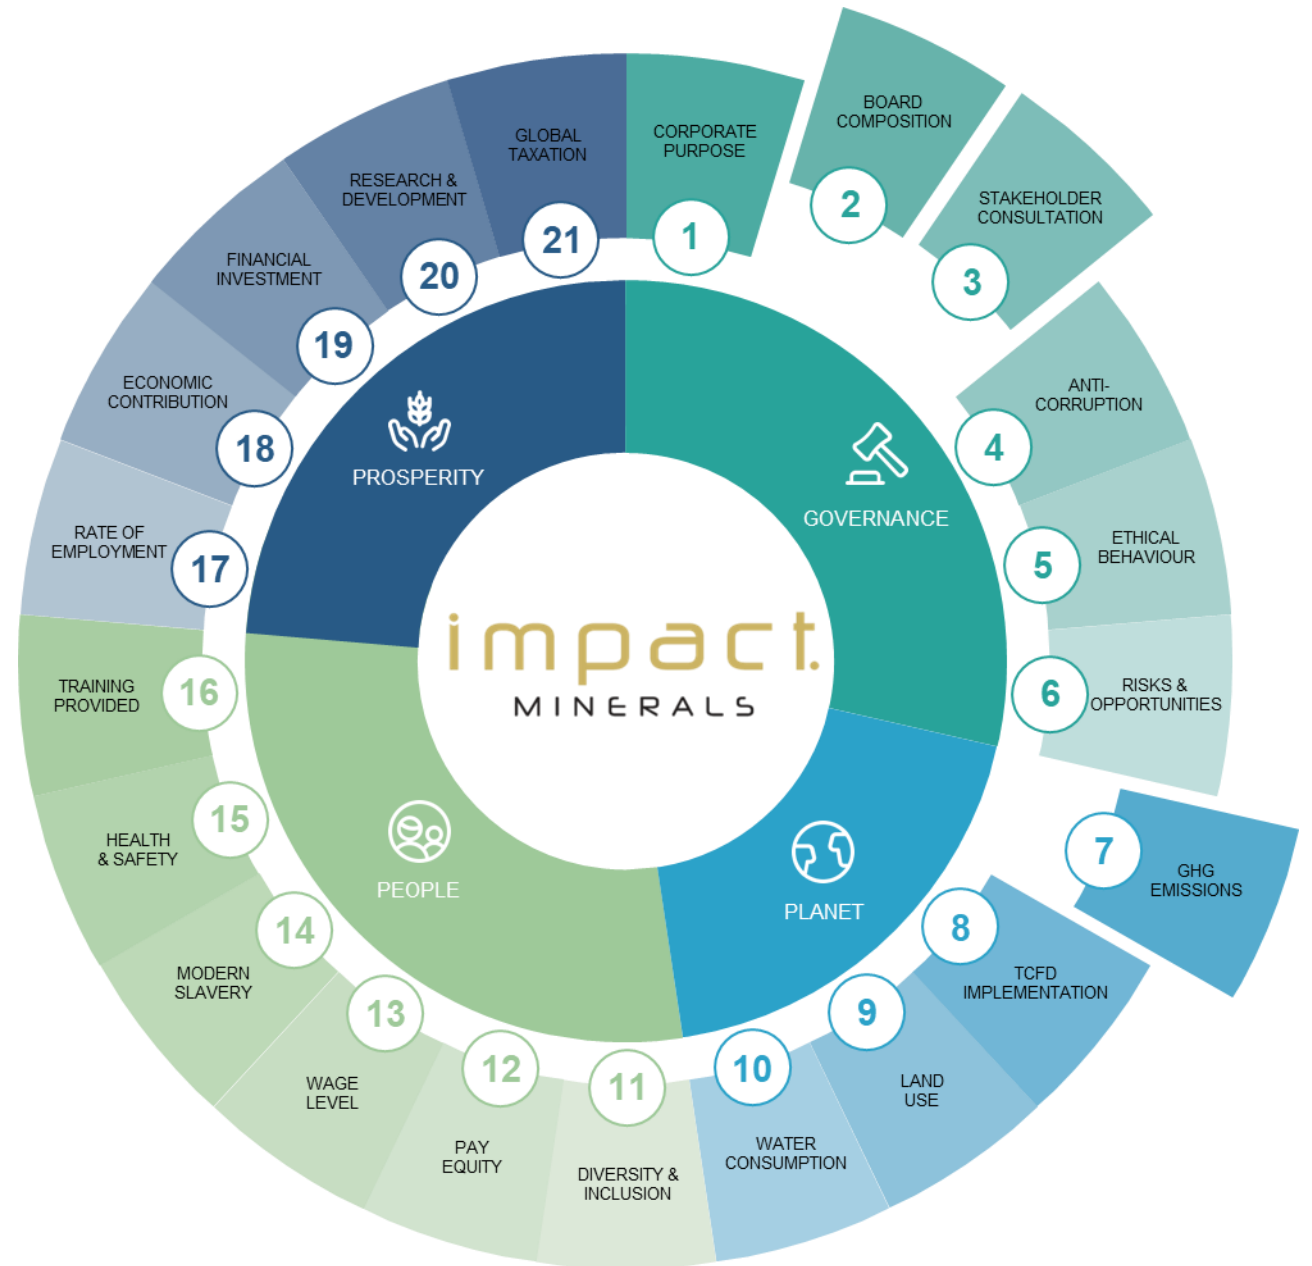 CORPORATE
PURPOSE
1
BOARD
COMPOSITION
2
STAKEHOLDER
CONSULTATION
3
ANTI-
CORRUPTION
4
ETHICAL
BEHAVIOUR
5
RISKS &
OPPORTUNITIES
6
GHG
EMISSIONS
7
TCFD
IMPLEMENTATION
8
LAND
USE
9
WATER
CONSUMPTION
10
DIVERSITY &
INCLUSION
11
PAY
EQUITY
12
WAGE
LEVEL
13
MODERN
SLAVERY
14
HEALTH
& SAFETY
15
TRAINING
PROVIDED
16
RATE OF
EMPLOYMENT
17
ECONOMIC
CONTRIBUTION
18
FINANCIAL
INVESTMENT
19
RESEARCH &
DEVELOPMENT
20
GLOBAL
TAXATION
21
PROSPERITY
GOVERNANCE
PEOPLE
PLANET
impact.
MINERALS